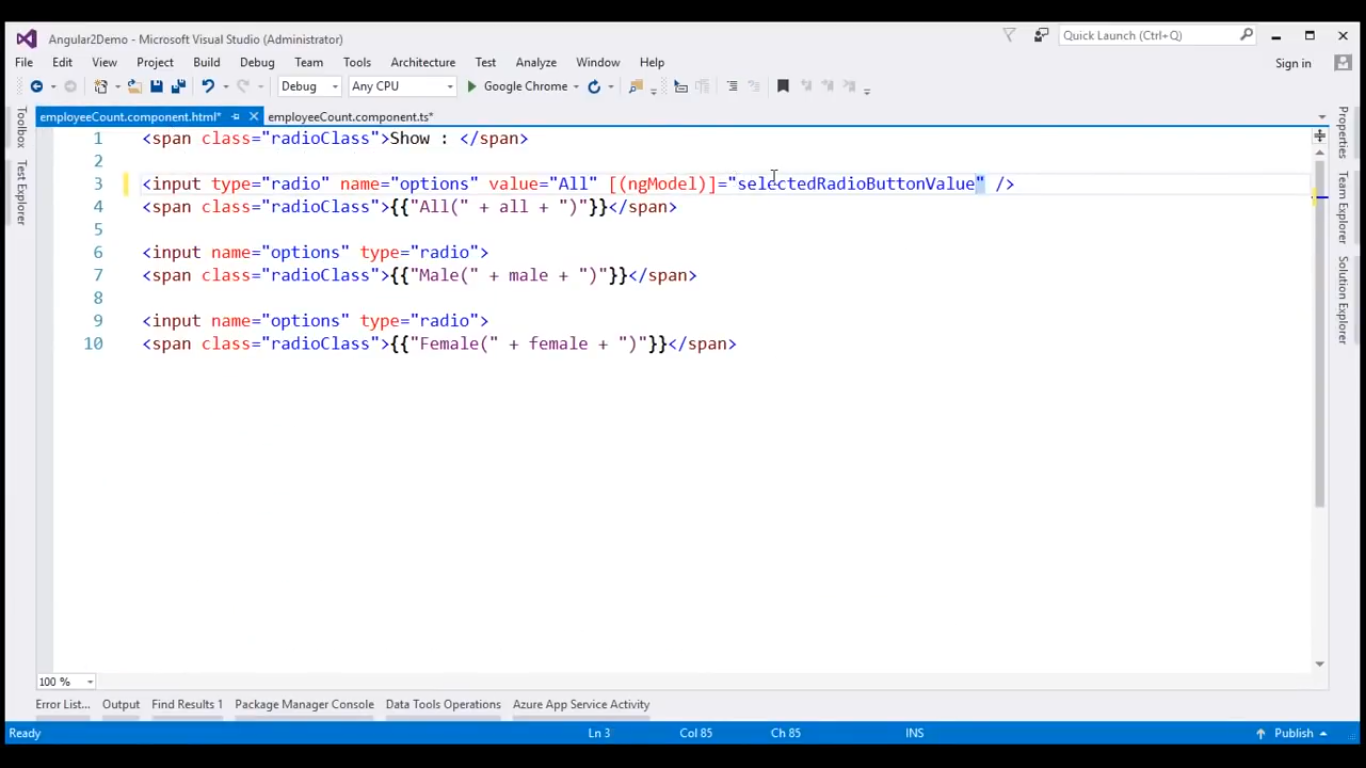 Angular2Demo - Microsoft Visual Studio (Administrator)
Quick Launch (Ctrl+Q)
File Edit View Project Build Debug Team Tools Architecture Test Analyze Window Help
Sign in
Debug Any CPU Google Chrome
Toolbox
Test Explorer
employeeCount.component.html* employeeCount.component.ts*
1 <span class="radioClass">Show : </span>
2
3 <input type="radio" name="options" value="All" [(ngModel)]="selectedRadioButtonValue" />
4 <span class="radioClass">{{"All(" + all + ")"}}</span>
5
6 <input name="options" type="radio">
7 <span class="radioClass">{{"Male(" + male + ")"}}</span>
8
9 <input name="options" type="radio">
10 <span class="radioClass">{{"Female(" + female + ")"}}</span>
Properties
Team Explorer
Solution Explorer
100 %
Error List... Output Find Results 1 Package Manager Console Data Tools Operations Azure App Service Activity
Ready Ln 3 Col 85 Ch 85 INS Publish